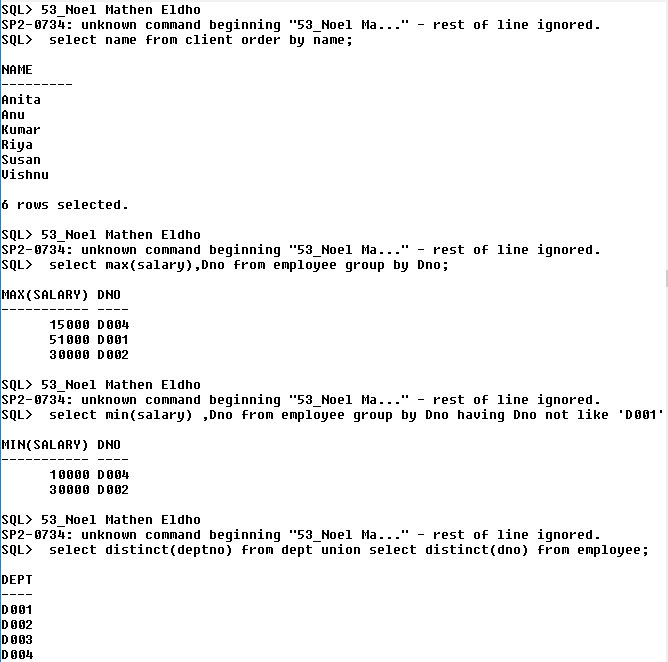 SQL> 53_Noel Mathen Eldho
SP2-0734: unknown command beginning "53_Noel Ma..." - rest of line ignored.
SQL>  select name from client order by name;
NAME
---------
Anita
Anu
Kumar
Riya
Susan
Vishnu
6 rows selected.
SQL> 53_Noel Mathen Eldho
SP2-0734: unknown command beginning "53_Noel Ma..." - rest of line ignored.
SQL>  select max(salary),Dno from employee group by Dno;
MAX(SALARY) DNO
----------- ----
      15000 D004
      51000 D001
      30000 D002
SQL> 53_Noel Mathen Eldho
SP2-0734: unknown command beginning "53_Noel Ma..." - rest of line ignored.
SQL>  select min(salary) ,Dno from employee group by Dno having Dno not like 'D001'
MIN(SALARY) DNO
----------- ----
      10000 D004
      30000 D002
SQL> 53_Noel Mathen Eldho
SP2-0734: unknown command beginning "53_Noel Ma..." - rest of line ignored.
SQL>  select distinct(deptno) from dept union select distinct(dno) from employee;
DEPT
----
D001
D002
D003
D004